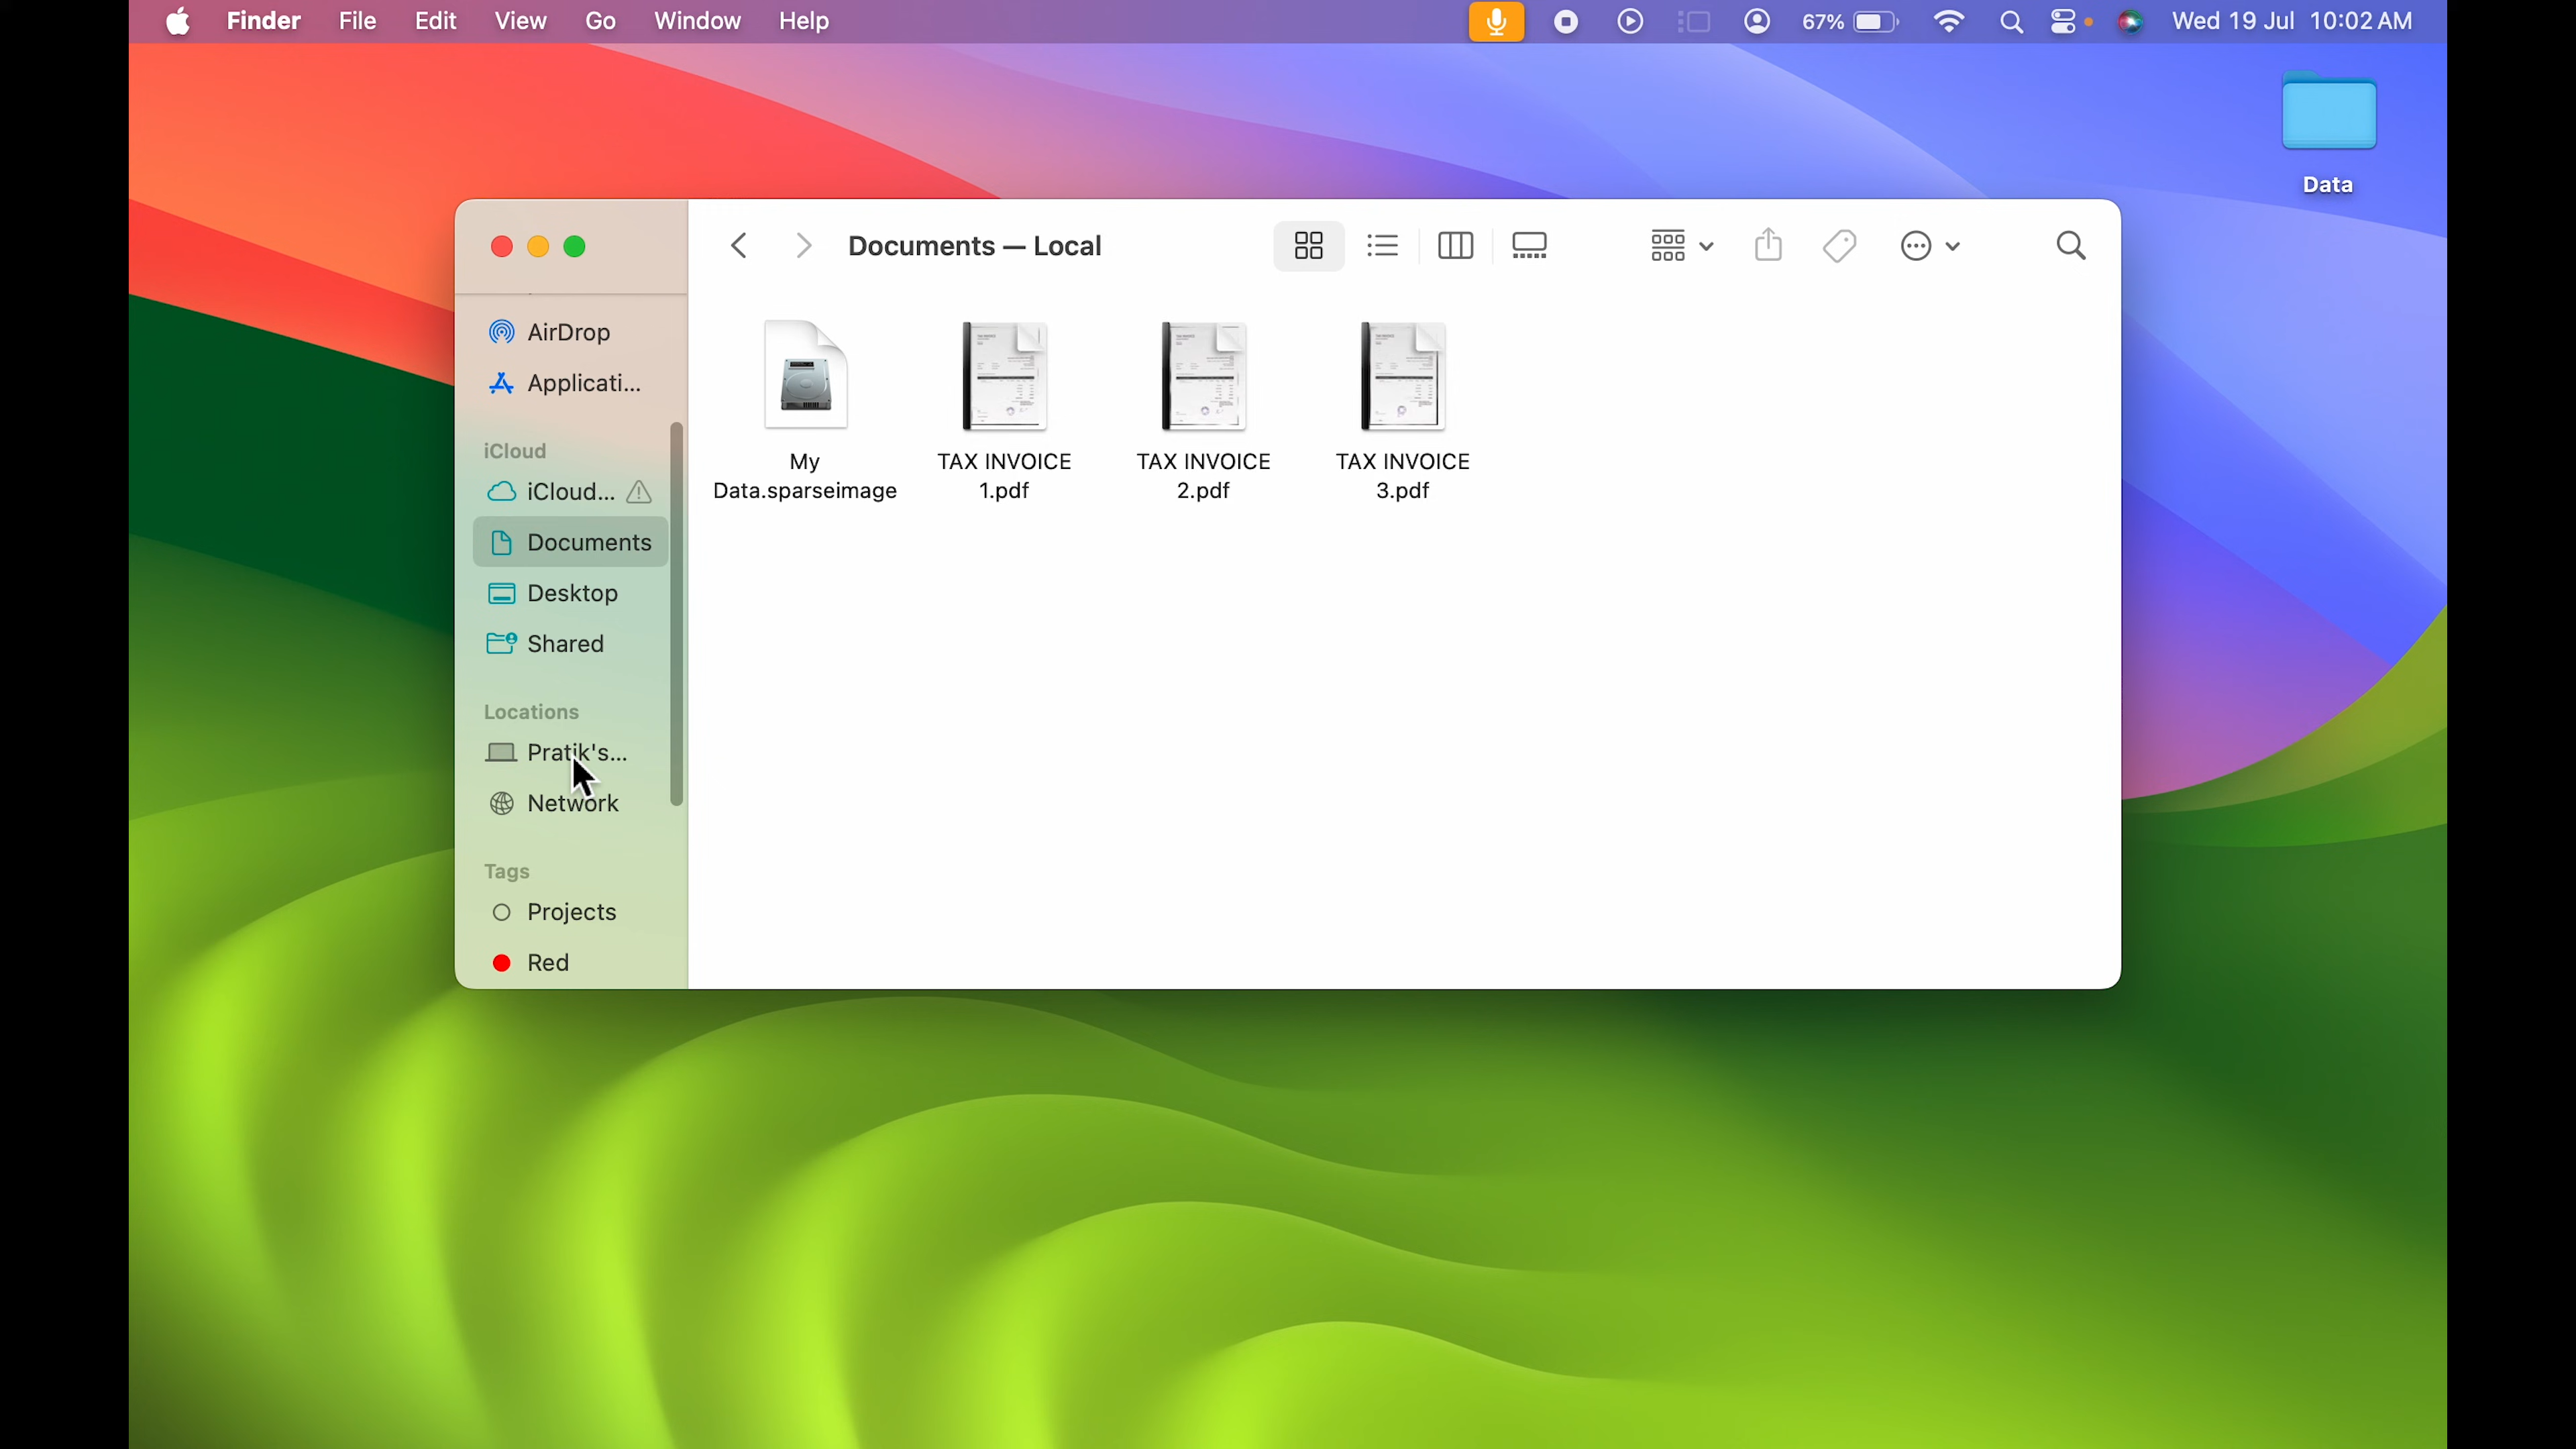 Finder File Edit View Go Window Help 67% Wed 19 Jul 10:02 AM
Data
Documents — Local
AirDrop
Applicati...
iCloud
iCloud...
Documents
Desktop
Shared
Locations
Pratik's...
Network
Tags
Projects
Red
My
Data.sparseimage
TAX INVOICE
1.pdf
TAX INVOICE
2.pdf
TAX INVOICE
3.pdf